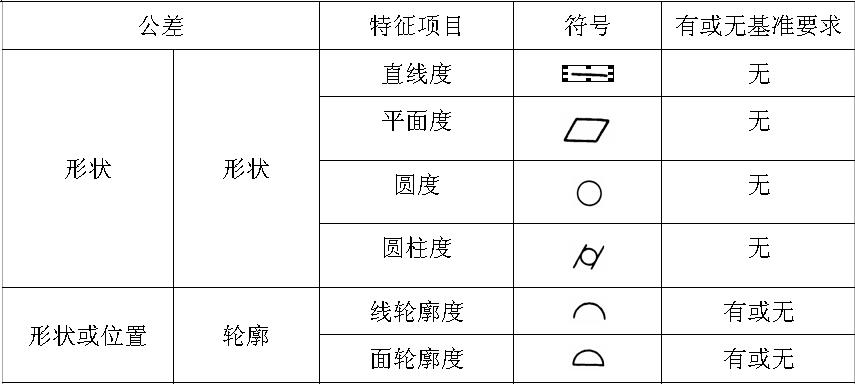 公差 特征项目 符号 有或无基准要求
直线度 无
平面度 无
形状 形状
圆度 无
圆柱度 无
线轮廓度 有或无
形状或位置 轮廓
面轮廓度 有或无